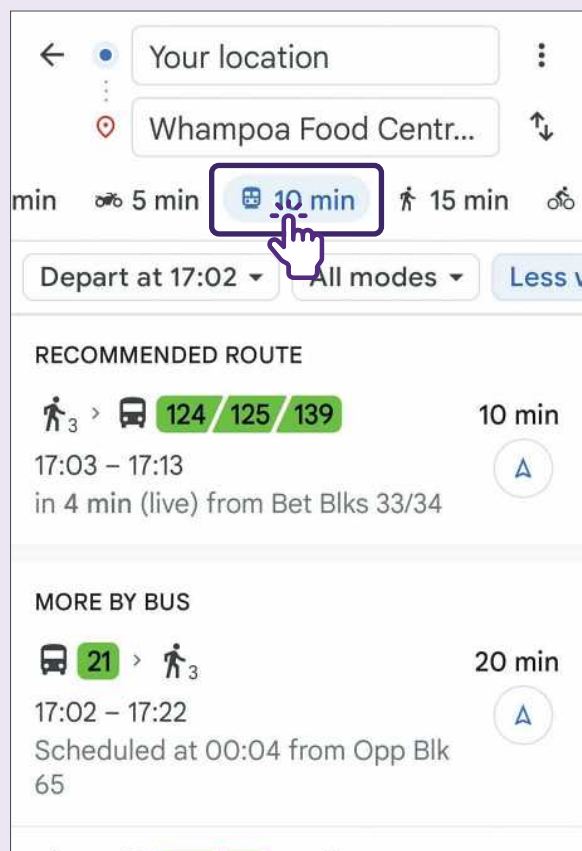 Your location
Whampoa Food Centr...
min 5 min 10 min 15 min
Depart at 17:02 All modes Less
RECOMMENDED ROUTE
3 > 124 / 125 / 139 10 min
17:03 – 17:13
in 4 min (live) from Bet Blks 33/34
MORE BY BUS
21 > 3 20 min
17:02 – 17:22
Scheduled at 00:04 from Opp Blk
65